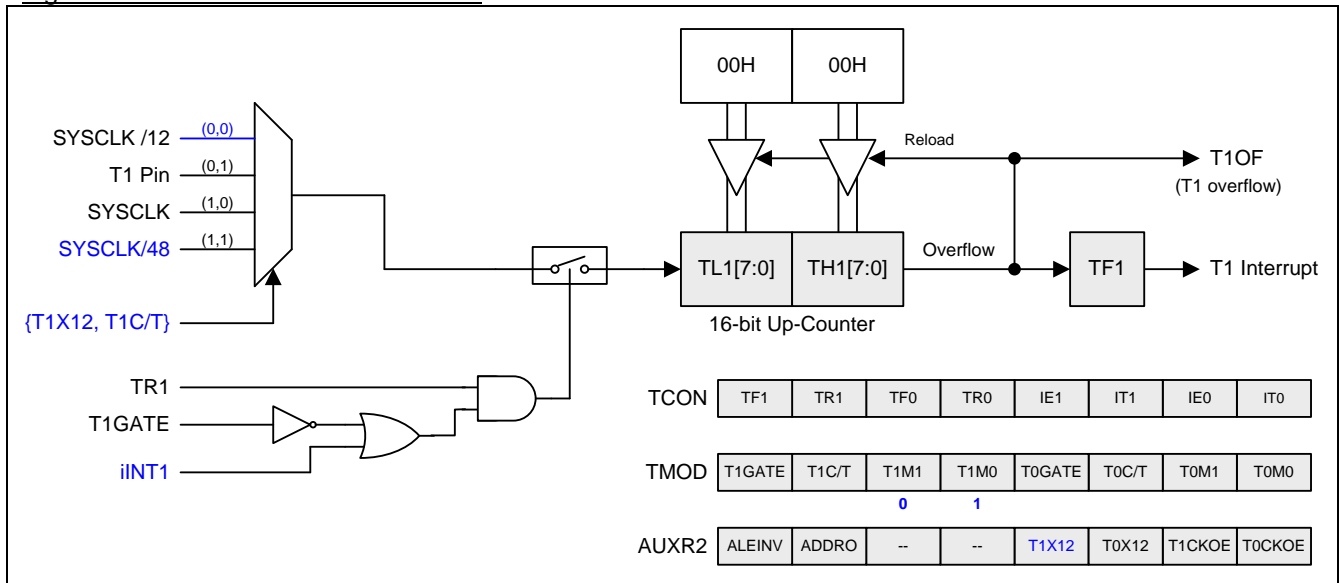 00H 00H
SYSCLK /12 (0,0)
T1 Pin (0,1)
SYSCLK (1,0)
SYSCLK/48 (1,1)
Reload
T1OF
(T1 overflow)
TL1[7:0] TH1[7:0]
Overflow
TF1
T1 Interrupt
16-bit Up-Counter
{T1X12, T1C/T}
TR1
T1GATE
iINT1
TCON TF1 TR1 TF0 TR0 IE1 IT1 IE0 IT0
TMOD T1GATE T1C/T T1M1 T1M0 T0GATE T0C/T T0M1 T0M0
0 1
AUXR2 ALEINV ADDRO -- -- T1X12 T0X12 T1CKOE T0CKOE